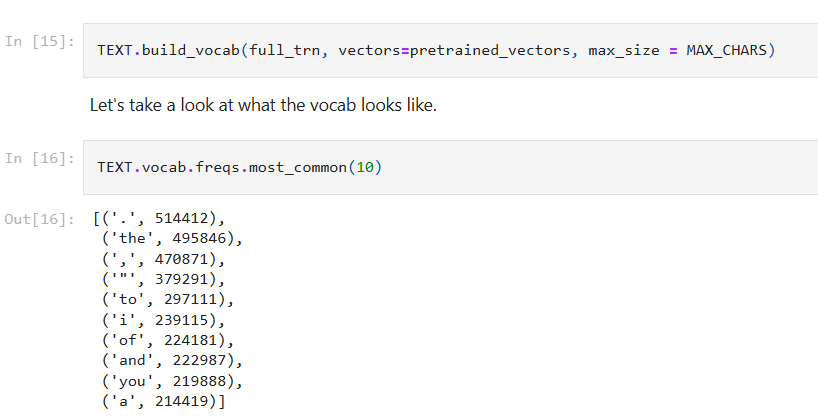 In [15]: TEXT.build_vocab(full_trn, vectors=pretrained_vectors, max_size = MAX_CHARS)
Let's take a look at what the vocab looks like.
In [16]: TEXT.vocab.freqs.most_common(10)
Out[16]: [('.', 514412),
('the', 495846),
(',', 470871),
('"', 379291),
('to', 297111),
('i', 239115),
('of', 224181),
('and', 222987),
('you', 219888),
('a', 214419)]